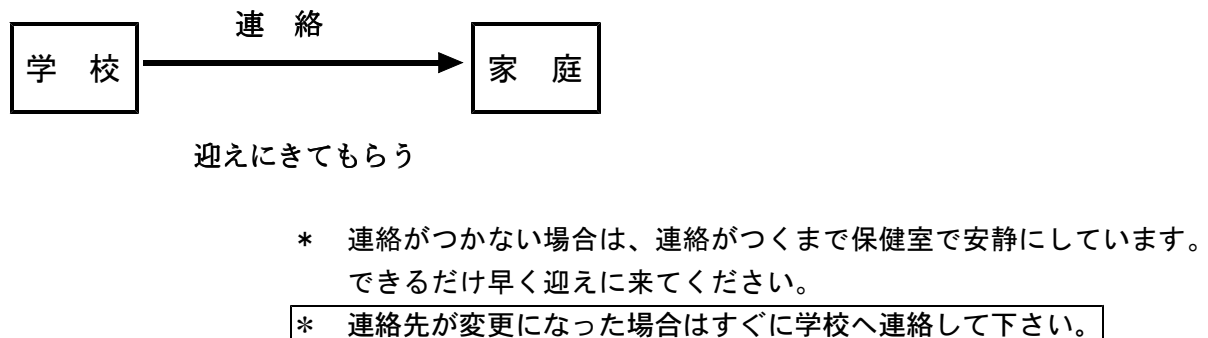 連 絡
学 校
家 庭
迎えにきてもらう
* 連絡がつかない場合は、連絡がつくまで保健室で安静にしています。
できるだけ早く迎えに来てください。
* 連絡先が変更になった場合はすぐに学校へ連絡して下さい。